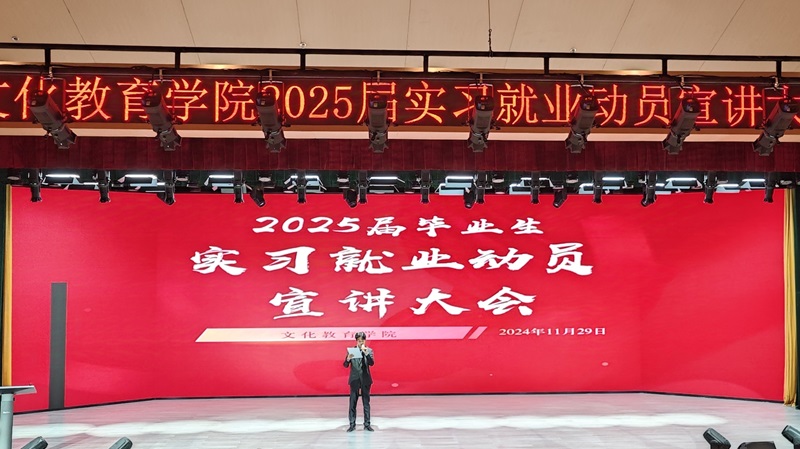 文化教育学院2025届实习就业动员宣讲大
2025届毕业生
实习就业动员
宣讲大会
文化教育学院
2024年11月29日